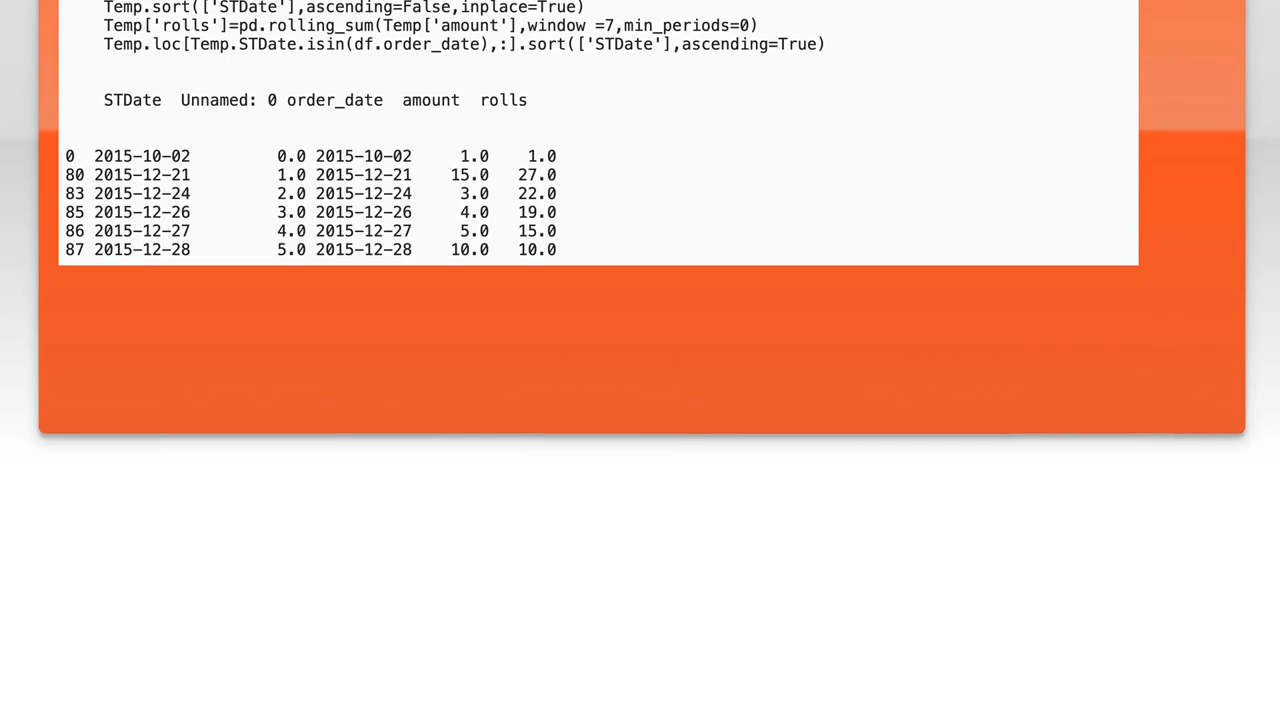 Temp.sort(['STDate'],ascending=False,inplace=True)
Temp['rolls']=pd.rolling_sum(Temp['amount'],window =7,min_periods=0)
Temp.loc[Temp.STDate.isin(df.order_date),:].sort(['STDate'],ascending=True)
STDate  Unnamed: 0 order_date  amount  rolls
0  2015-10-02         0.0 2015-10-02     1.0    1.0
80 2015-12-21         1.0 2015-12-21    15.0   27.0
83 2015-12-24         2.0 2015-12-24     3.0   22.0
85 2015-12-26         3.0 2015-12-26     4.0   19.0
86 2015-12-27         4.0 2015-12-27     5.0   15.0
87 2015-12-28         5.0 2015-12-28    10.0   10.0